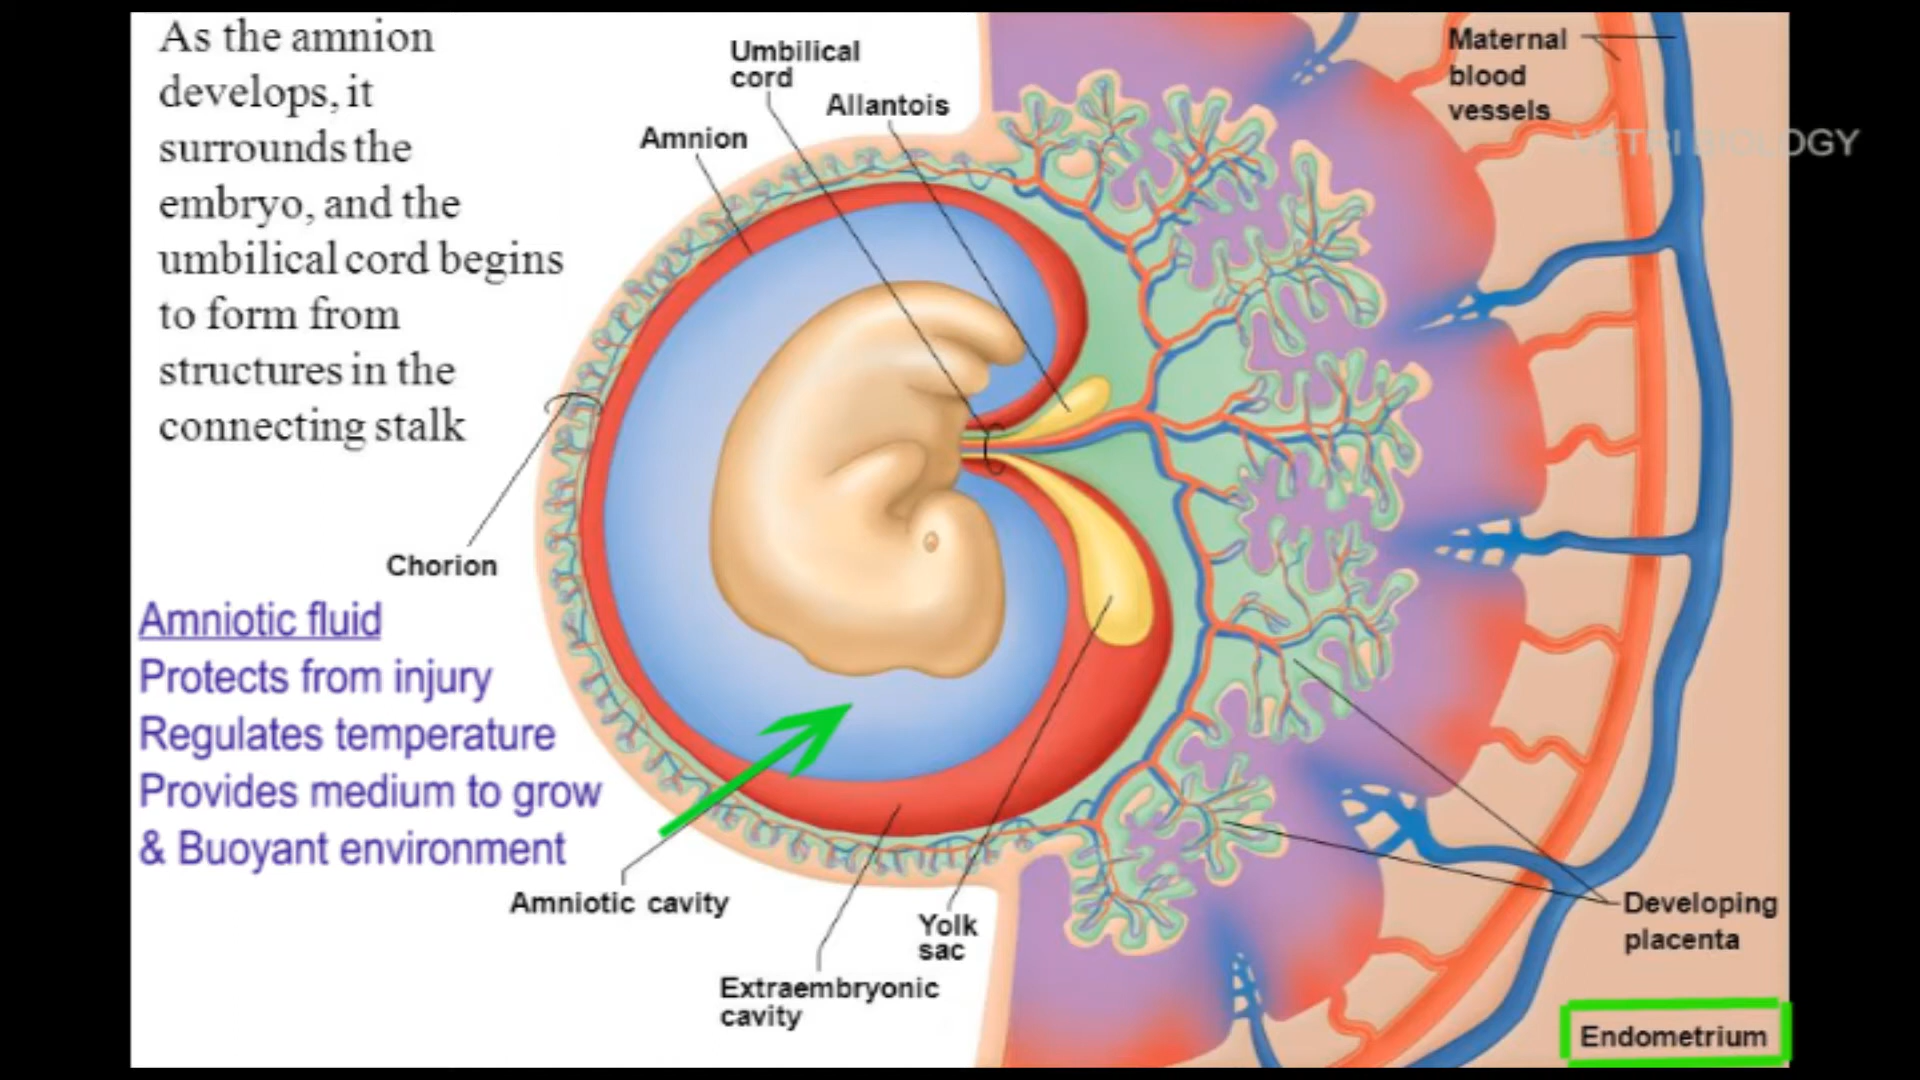 As the amnion
develops, it
surrounds the
embryo, and the
umbilical cord begins
to form from
structures in the
connecting stalk
Umbilical
cord
Allantois
Amnion
Maternal
blood
vessels
VETRI BIOLOGY
Chorion
Amniotic fluid
Protects from injury
Regulates temperature
Provides medium to grow
& Buoyant environment
Amniotic cavity
Yolk
sac
Extraembryonic
cavity
Developing
placenta
Endometrium